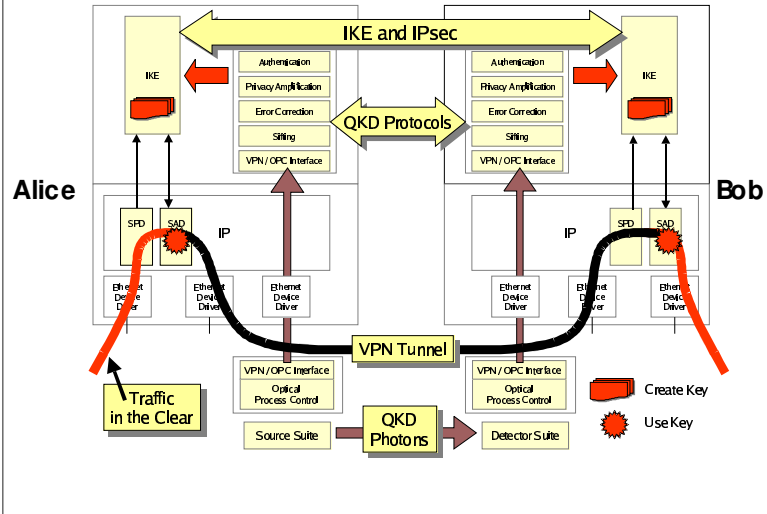 IKE and IPsec
IKE
Authentication
Privacy Amplification
Error Correction
Sifting
VPN / OPC Interface
QKD Protocols
Authentication
Privacy Amplification
Error Correction
Sifting
VPN / OPC Interface
IKE
Alice
Bob
SPD
SAD
IP
IP
SPD
SAD
Ethernet
Device
Driver
Ethernet
Device
Driver
Ethernet
Device
Driver
Ethernet
Device
Driver
Ethernet
Device
Driver
Ethernet
Device
Driver
VPN Tunnel
VPN / OPC Interface
Optical
Process Control
VPN / OPC Interface
Optical
Process Control
Traffic
in the Clear
Create Key
Use Key
Source Suite
QKD
Photons
Detector Suite